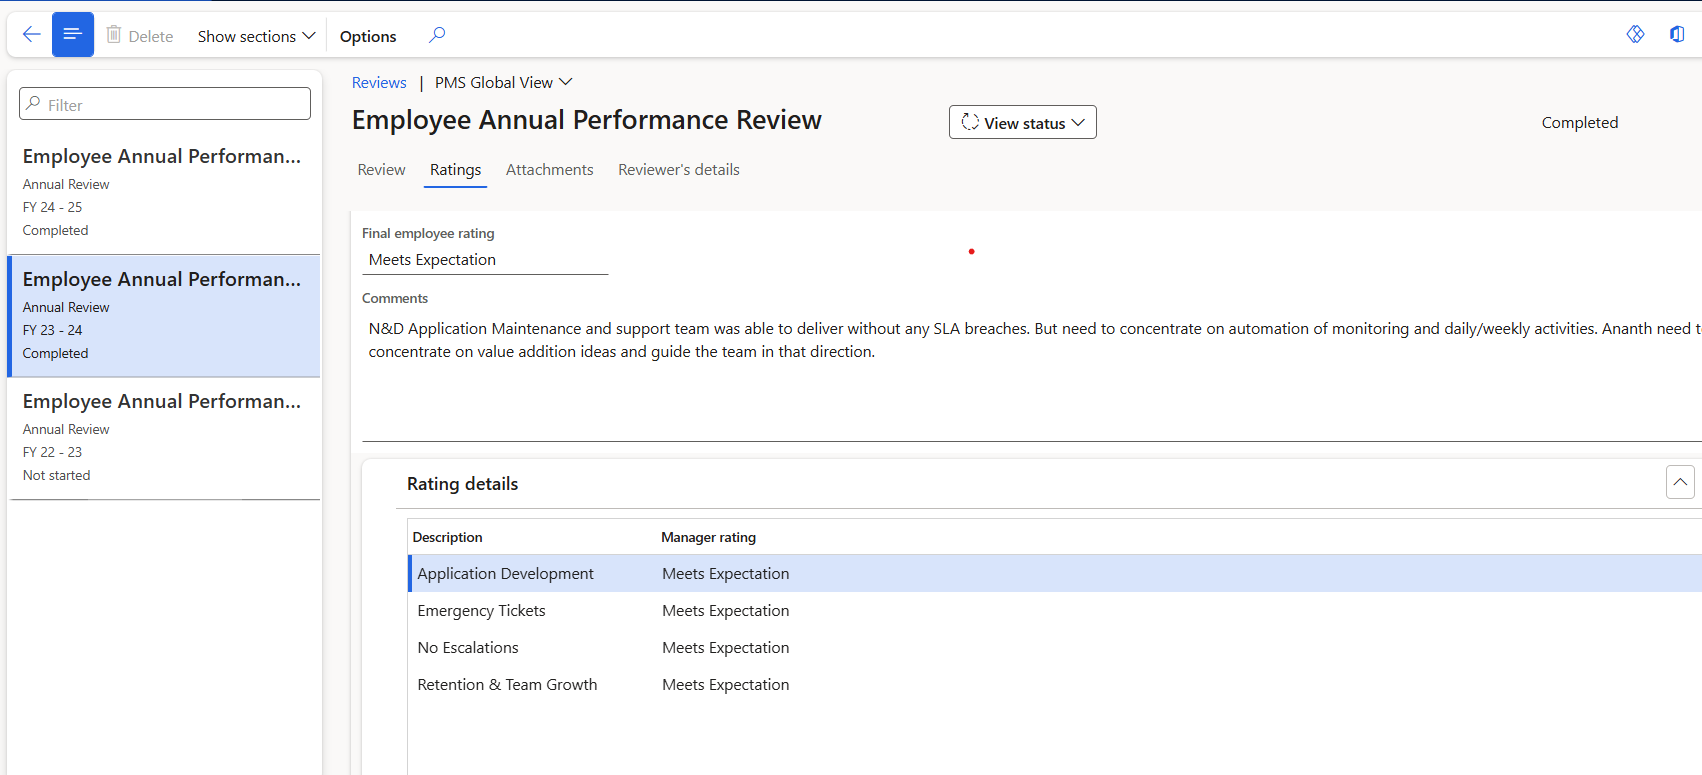 Delete
Show sections
Options
Filter
Employee Annual Performan...
Annual Review
FY 24 - 25
Completed
Employee Annual Performan...
Annual Review
FY 23 - 24
Completed
Employee Annual Performan...
Annual Review
FY 22 - 23
Not started
Reviews | PMS Global View
Employee Annual Performance Review
View status
Completed
Review Ratings Attachments Reviewer's details
Final employee rating
Meets Expectation
Comments
N&D Application Maintenance and support team was able to deliver without any SLA breaches. But need to concentrate on automation of monitoring and daily/weekly activities. Ananth need
concentrate on value addition ideas and guide the team in that direction.
Rating details
Description Manager rating
Application Development Meets Expectation
Emergency Tickets Meets Expectation
No Escalations Meets Expectation
Retention & Team Growth Meets Expectation